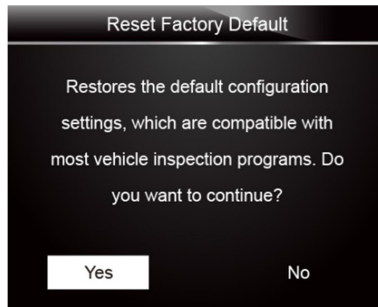 Reset Factory Default
Restores the default configuration
settings, which are compatible with
most vehicle inspection programs. Do
you want to continue?
Yes
No